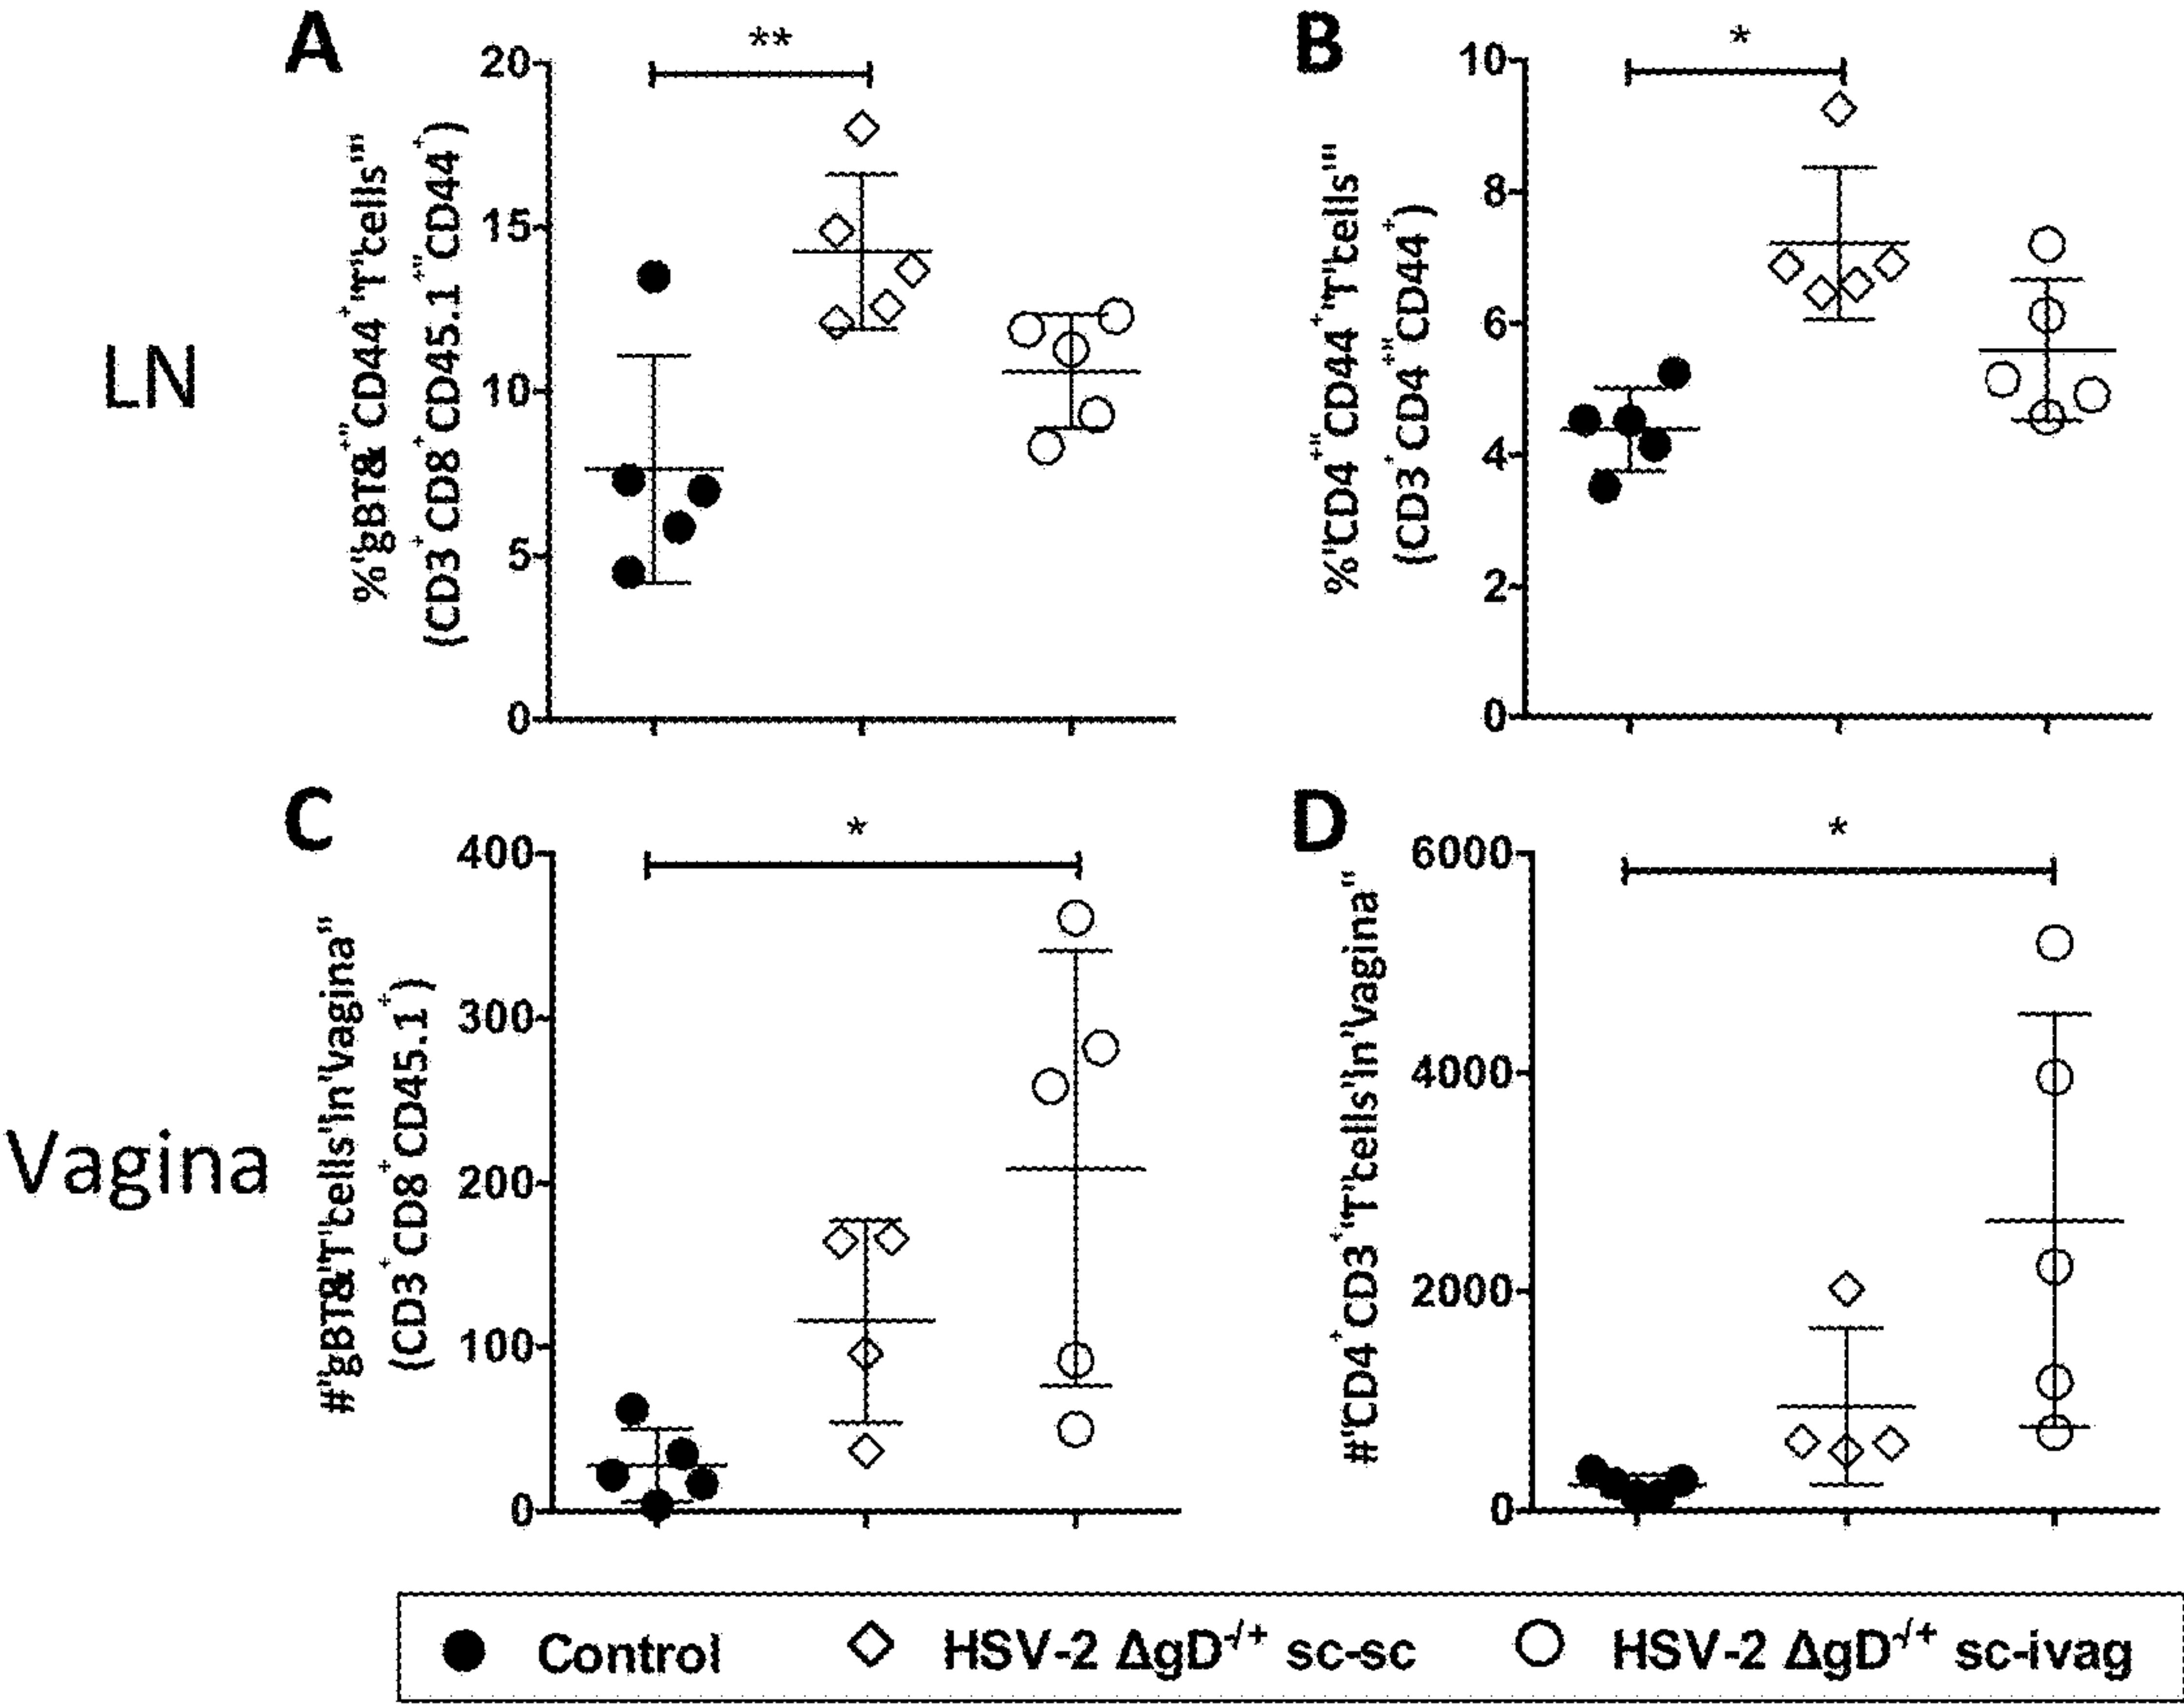 A
**
20
15
10
5
0
%"gBT&+" CD44+"T"cells"'"
(CD3+ CD8+ CD45.1+" CD44+)
B
*
10
8
6
4
2
0
%"CD4+" CD44+"T"cells"'"
(CD3+ CD4+" CD44+)
LN
C
*
400
300
200
100
0
#"gBT&"T"cells"in"vagina"
(CD3+ CD8+ CD45.1+)
D
*
6000
4000
2000
0
#"CD4+ CD3+"T"cells"in"vagina"
Vagina
Control
HSV-2 ΔgD-/+ sc-sc
HSV-2 ΔgD-/+ sc-ivag